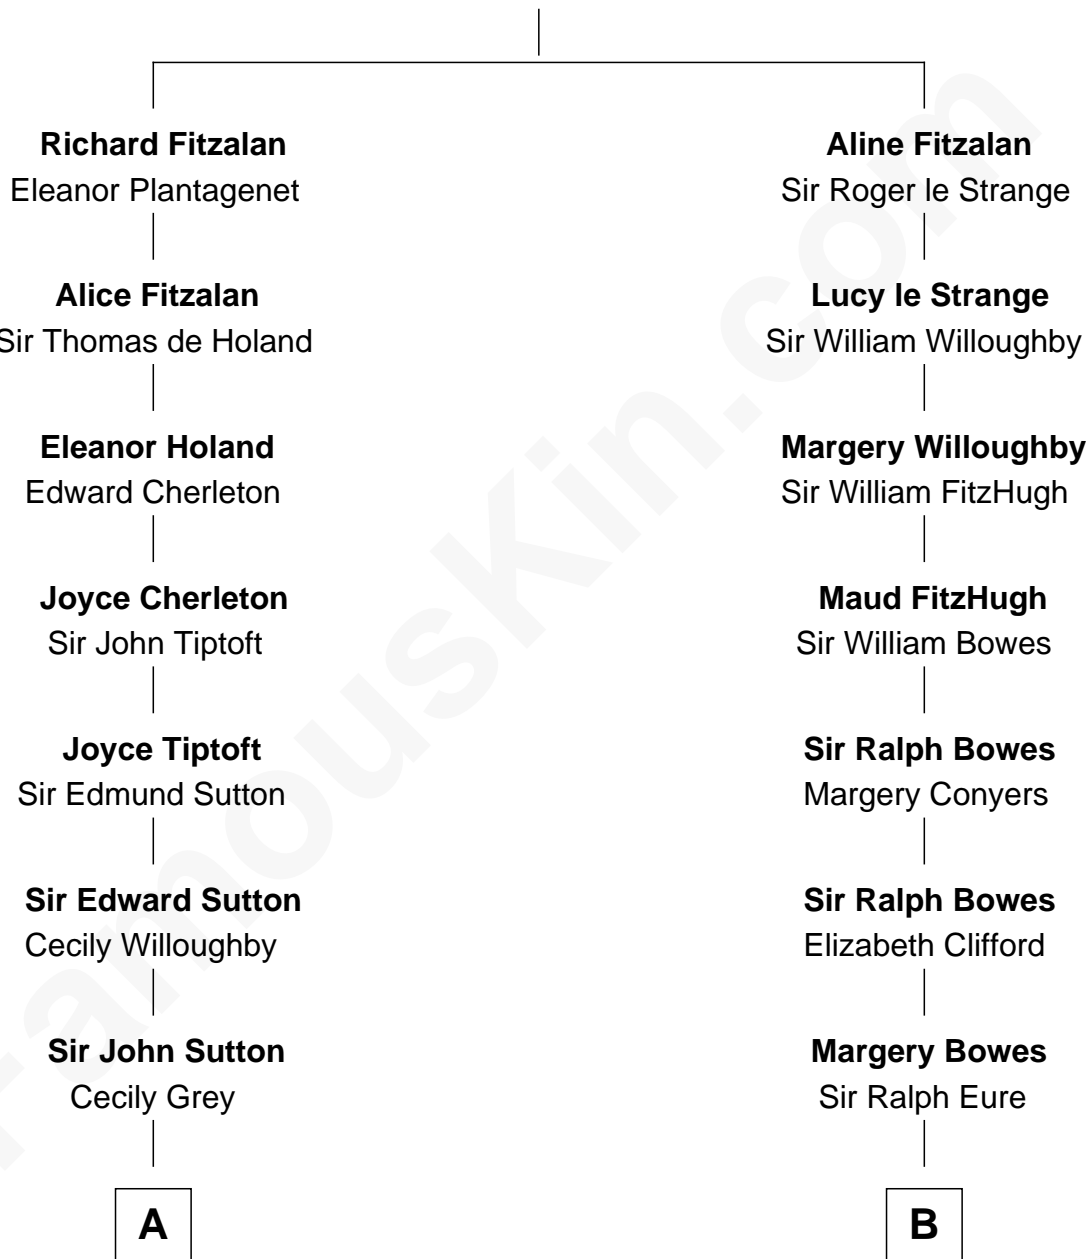 Richard Fitzalan
Eleanor Plantagenet
Alice Fitzalan
Sir Thomas de Holand
Eleanor Holand
Edward Cherleton
Joyce Cherleton
Sir John Tiptoft
Joyce Tiptoft
Sir Edmund Sutton
Sir Edward Sutton
Cecily Willoughby
Sir John Sutton
Cecily Grey
A
Aline Fitzalan
Sir Roger le Strange
Lucy le Strange
Sir William Willoughby
Margery Willoughby
Sir William FitzHugh
Maud FitzHugh
Sir William Bowes
Sir Ralph Bowes
Margery Conyers
Sir Ralph Bowes
Elizabeth Clifford
Margery Bowes
Sir Ralph Eure
B
FamousKin.com